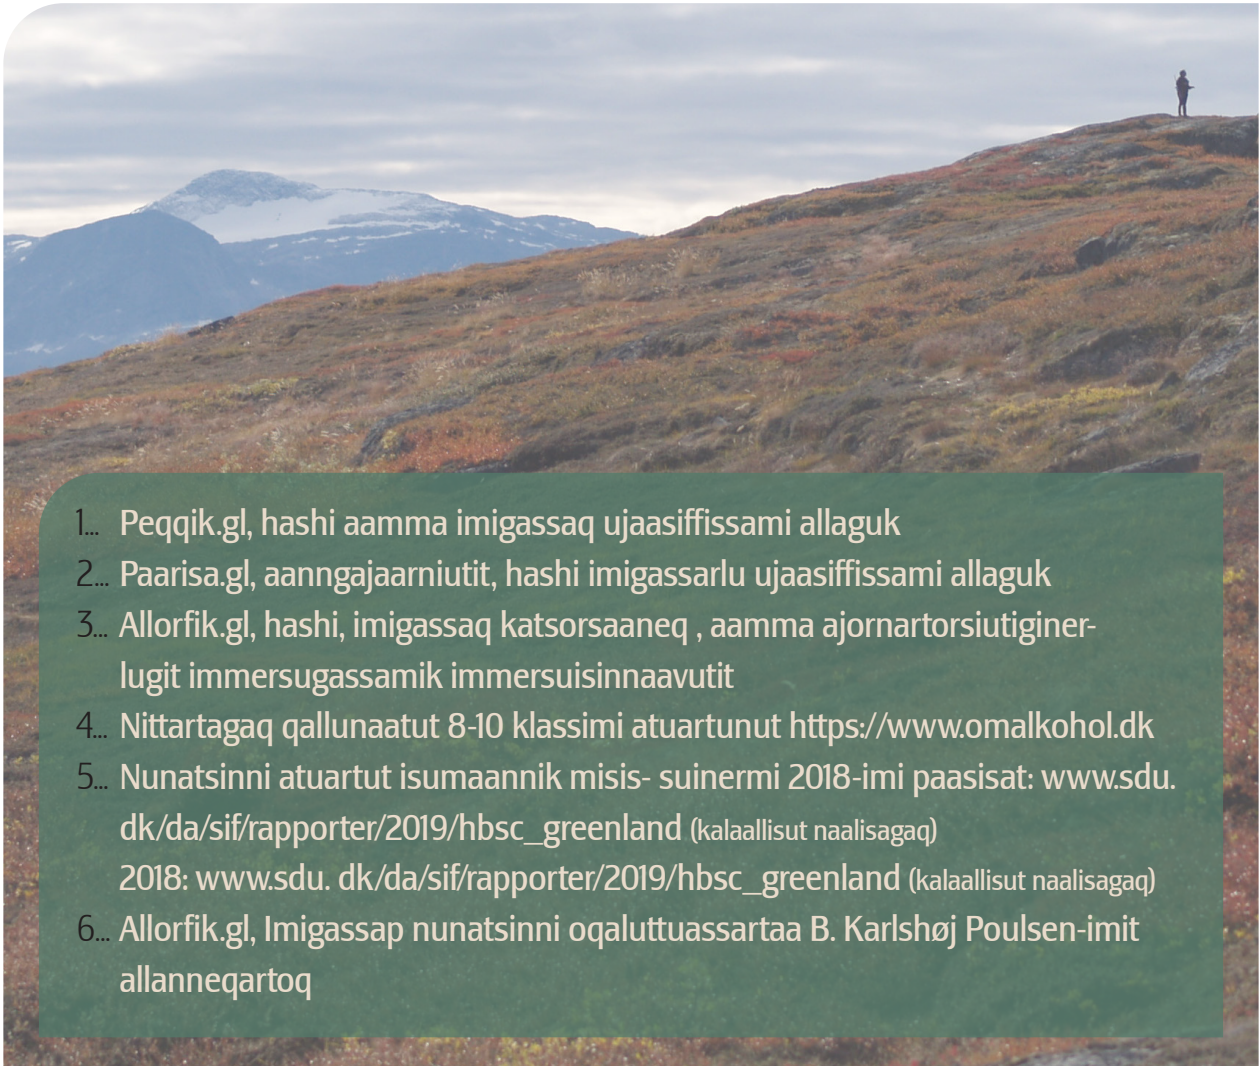 1... Peqqik.gl, hashi aamma imigassaq ujaasiffissami allaguk
2... Paarisa.gl, aanngajaarniutit, hashi imigassarlu ujaasiffissami allaguk
3... Allorfik.gl, hashi, imigassaq katsorsaaneq , aamma ajornartorsiutiginer-
lugit immersugassamik immersuisinnaavutit
4... Nittartagaq qallunaatut 8-10 klassimi atuartunut https://www.omalkohol.dk
5... Nunatsinni atuartut isumaannik misis- suinermi 2018-imi paasisat: www.sdu.
dk/da/sif/rapporter/2019/hbsc_greenland (kalaallisut naalisagaq)
2018: www.sdu. dk/da/sif/rapporter/2019/hbsc_greenland (kalaallisut naalisagaq)
6... Allorfik.gl, Imigassap nunatsinni oqaluttuassartaa B. Karlshøj Poulsen-imit
allanneqartoq